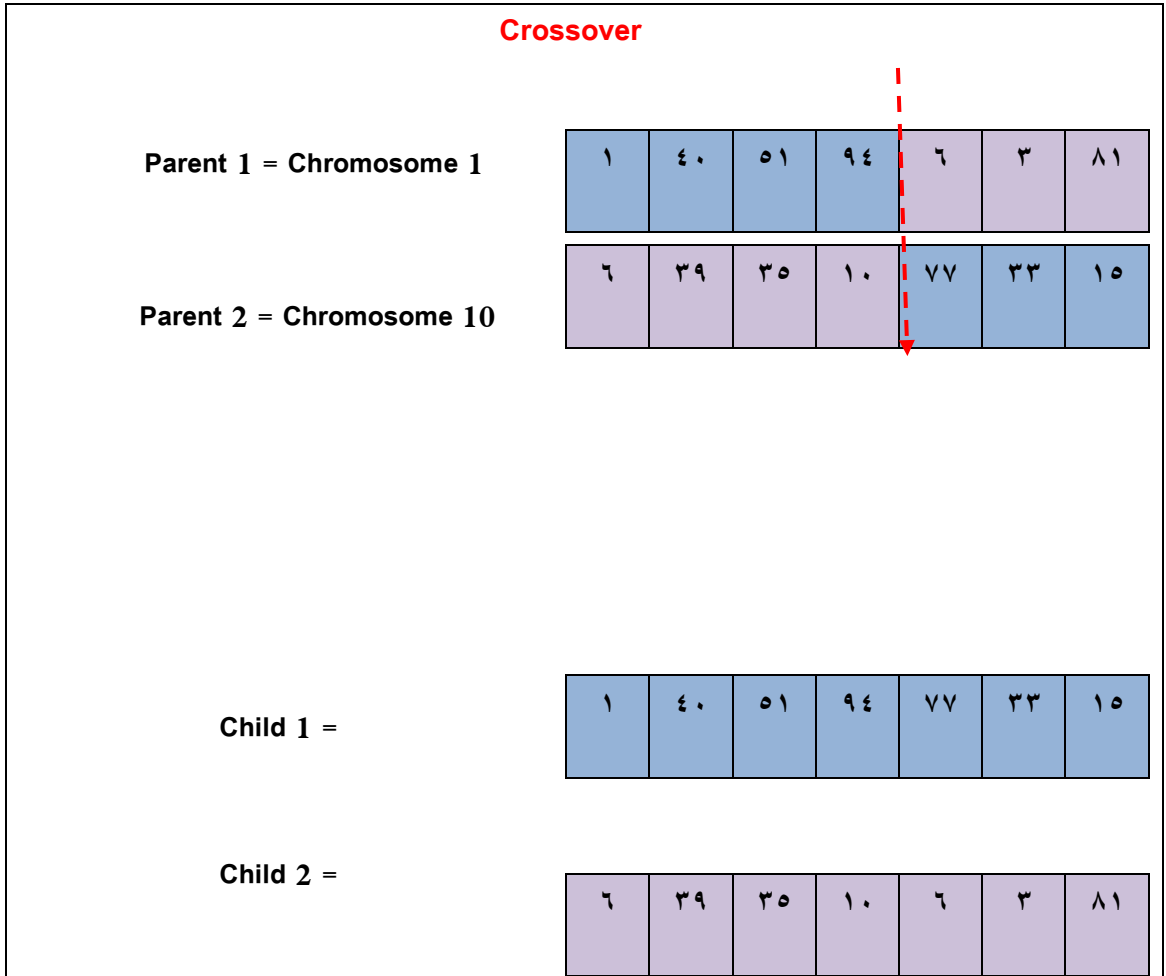 Crossover
Parent 1 = Chromosome 1
١ ٤٠ ٥١ ٩٤ ٦ ٣ ٨١
٦ ٣٩ ٣٥ ١٠ ٧٧ ٣٣ ١٥
Parent 2 = Chromosome 10
١ ٤٠ ٥١ ٩٤ ٧٧ ٣٣ ١٥
Child 1 =
Child 2 =
٦ ٣٩ ٣٥ ١٠ ٦ ٣ ٨١